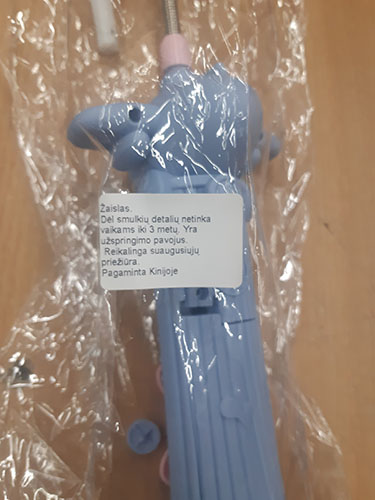 Žaislas.
Dėl smulkių detalių netinka
vaikams iki 3 metų. Yra
užspringimo pavojus.
Reikalinga suaugusiųjų
priežiūra.
Pagaminta Kinijoje